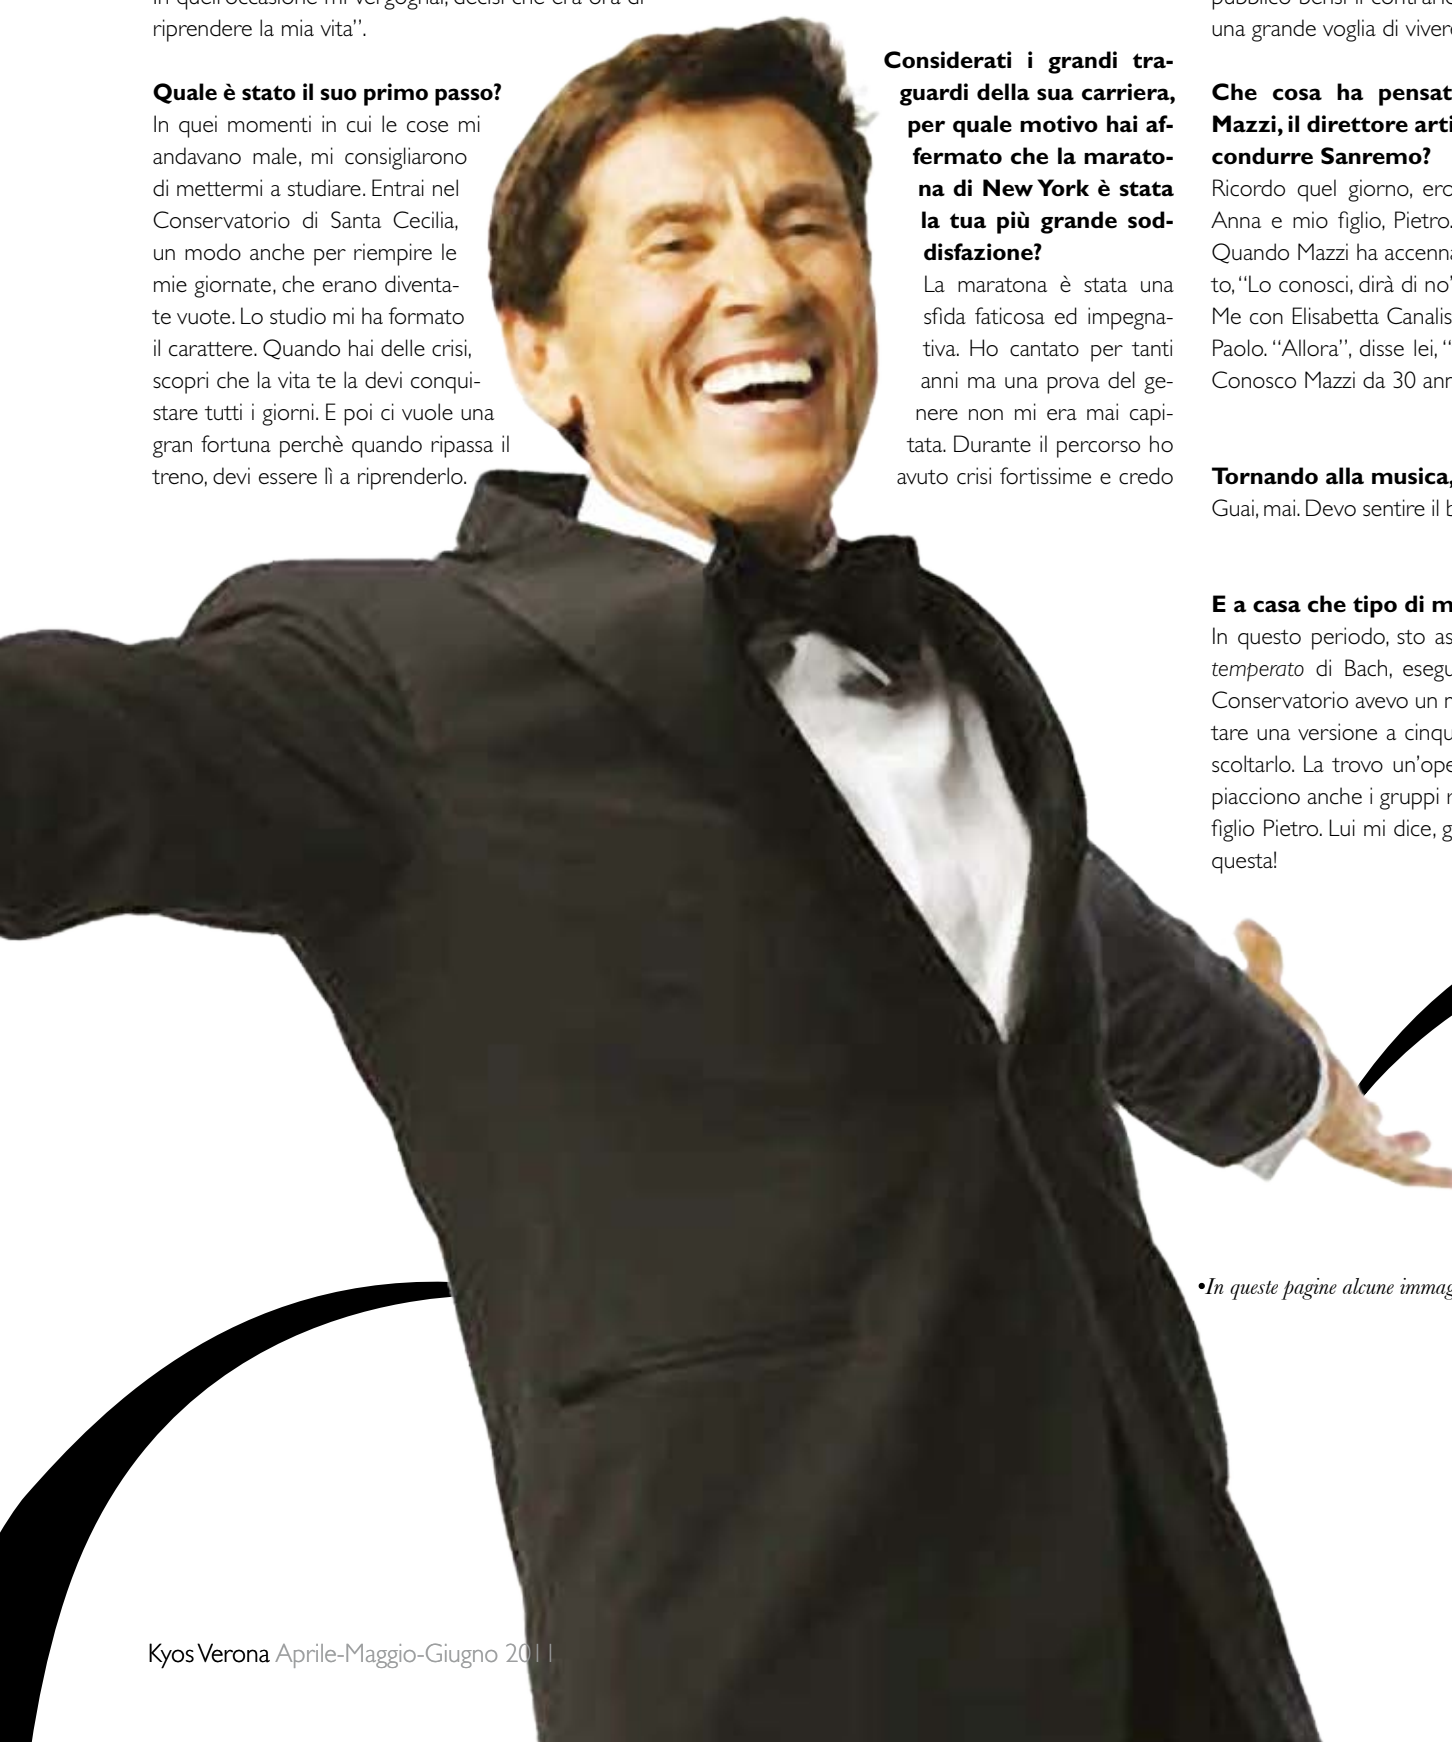 riprendere la mia vita”.
Quale è stato il suo primo passo?
In quei momenti in cui le cose mi
andavano male, mi consigliarono
di mettermi a studiare. Entrai nel
Conservatorio di Santa Cecilia,
un modo anche per riempire le
mie giornate, che erano diventa-
te vuote. Lo studio mi ha formato
il carattere. Quando hai delle crisi,
scopri che la vita te la devi conqui-
stare tutti i giorni. E poi ci vuole una
gran fortuna perchè quando ripassa il
treno, devi essere lì a riprenderlo.
Considerati i grandi tra-
guardi della sua carriera,
per quale motivo hai af-
fermato che la marato-
na di New York è stata
la tua più grande sod-
disfazione?
La maratona è stata una
sfida faticosa ed impegna-
tiva. Ho cantato per tanti
anni ma una prova del ge-
nere non mi era mai capi-
tata. Durante il percorso ho
avuto crisi fortissime e credo
una grande voglia di viver
Che cosa ha pensat
Mazzi, il direttore arti
condurre Sanremo?
Ricordo quel giorno, ero
Anna e mio figlio, Pietro.
Quando Mazzi ha accenna
to, “Lo conosci, dirà di no”
Me con Elisabetta Canalis
Paolo. “Allora”, disse lei, “
Conosco Mazzi da 30 ann
Tornando alla musica,
Guai, mai. Devo sentire il
E a casa che tipo di m
In questo periodo, sto as
temperato di Bach, esegu
Conservatorio avevo un
tare una versione a cinqu
scoltarlo. La trovo un’ope
piacciono anche i gruppi
figlio Pietro. Lui mi dice, g
questa!
•In queste pagine alcune immag
Kyos Verona Aprile-Maggio-Giugno 2011